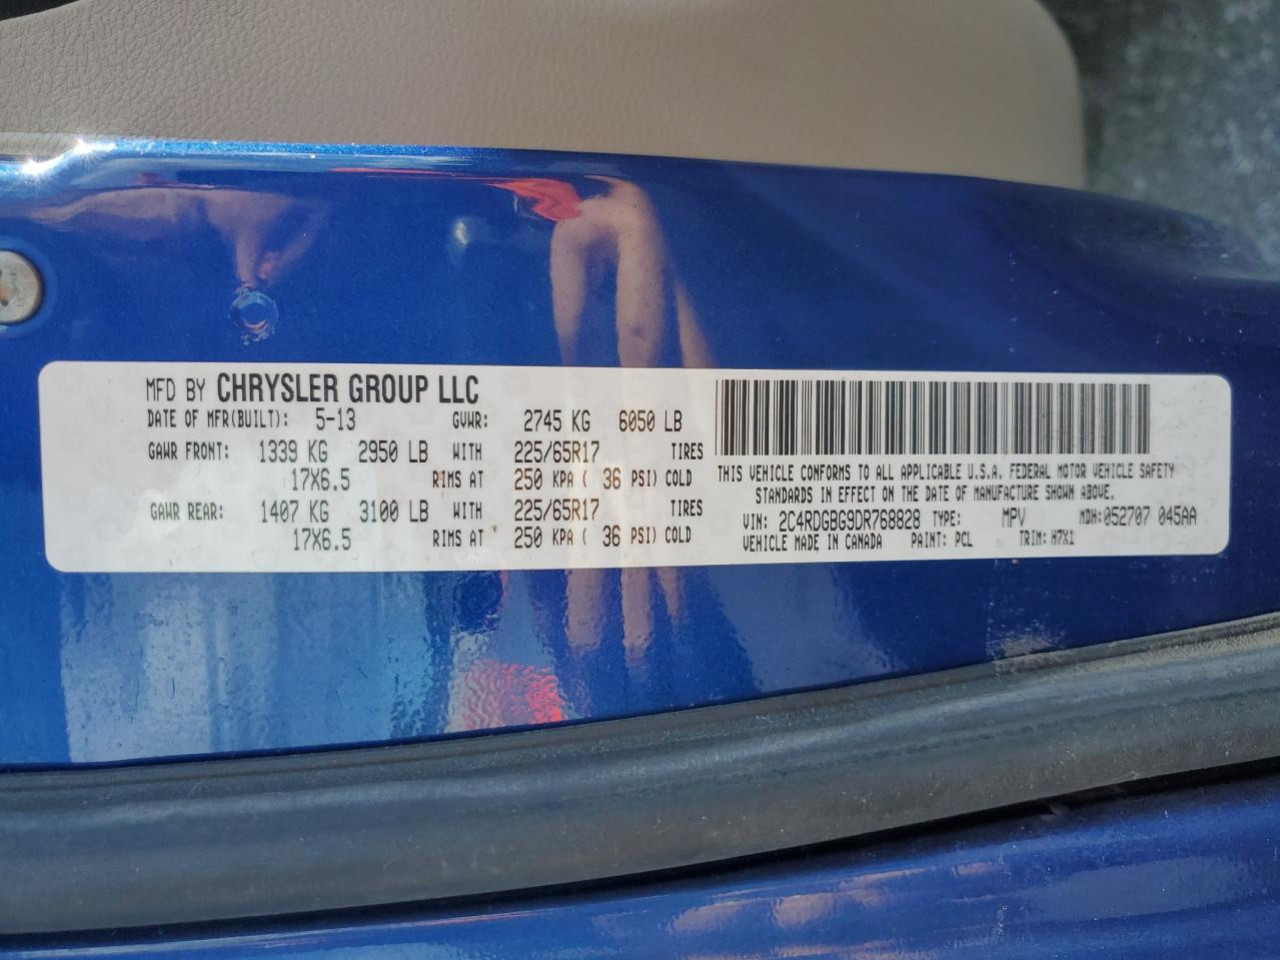 MFD BY CHRYSLER GROUP LLC
DATE OF MFR(BUILT): 5-13 GVWR: 2745 KG 6050 LB
GAWR FRONT: 1339 KG 2950 LB WITH 225/65R17 TIRES
17X6.5 RIMS AT 250 KPA ( 36 PSI) COLD
GAWR REAR: 1407 KG 3100 LB WITH 225/65R17 TIRES
17X6.5 RIMS AT 250 KPA ( 36 PSI) COLD
THIS VEHICLE CONFORMS TO ALL APPLICABLE U.S.A. FEDERAL MOTOR VEHICLE SAFETY
STANDARDS IN EFFECT ON THE DATE OF MANUFACTURE SHOWN ABOVE.
VIN: 2C4RDGBG9DR768828 TYPE: MPV MDH: 052707 045AA
VEHICLE MADE IN CANADA PAINT: PCL TRIM: H7X1